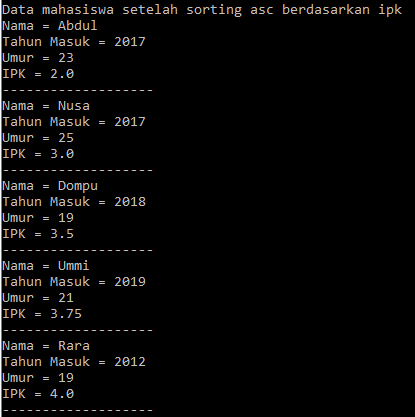 Data mahasiswa setelah sorting asc berdasarkan ipk
Nama = Abdul
Tahun Masuk = 2017
Umur = 23
IPK = 2.0
-------------------
Nama = Nusa
Tahun Masuk = 2017
Umur = 25
IPK = 3.0
-------------------
Nama = Dompu
Tahun Masuk = 2018
Umur = 19
IPK = 3.5
-------------------
Nama = Ummi
Tahun Masuk = 2019
Umur = 21
IPK = 3.75
-------------------
Nama = Rara
Tahun Masuk = 2012
Umur = 19
IPK = 4.0
-------------------